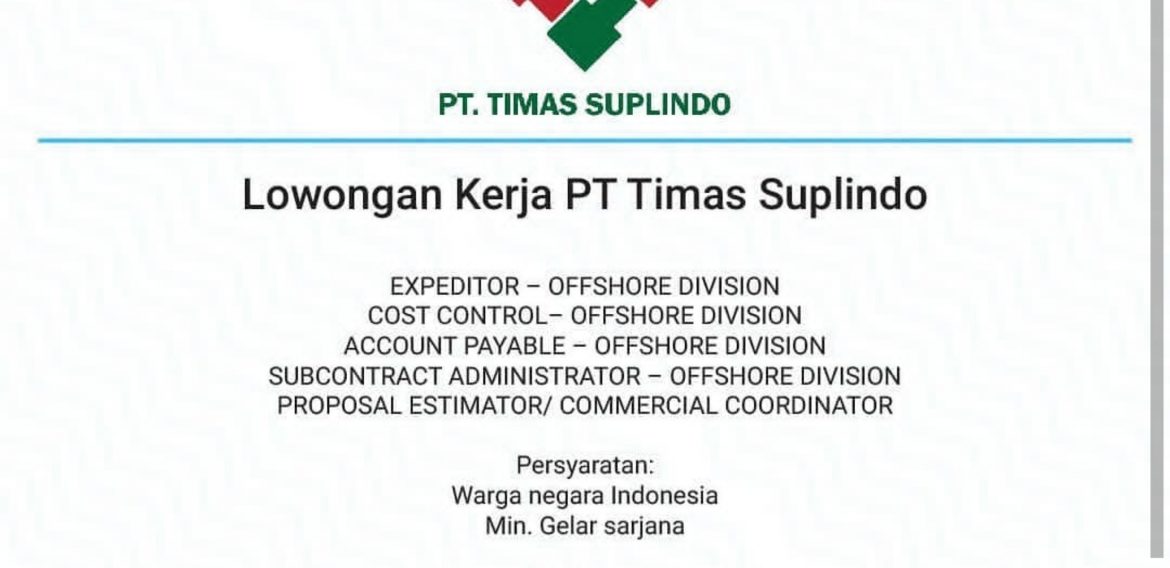 PT. TIMAS SUPLINDO
Lowongan Kerja PT Timas Suplindo
EXPEDITOR – OFFSHORE DIVISION
COST CONTROL– OFFSHORE DIVISION
ACCOUNT PAYABLE – OFFSHORE DIVISION
SUBCONTRACT ADMINISTRATOR – OFFSHORE DIVISION
PROPOSAL ESTIMATOR/ COMMERCIAL COORDINATOR
Persyaratan:
Warga negara Indonesia
Min. Gelar sarjana